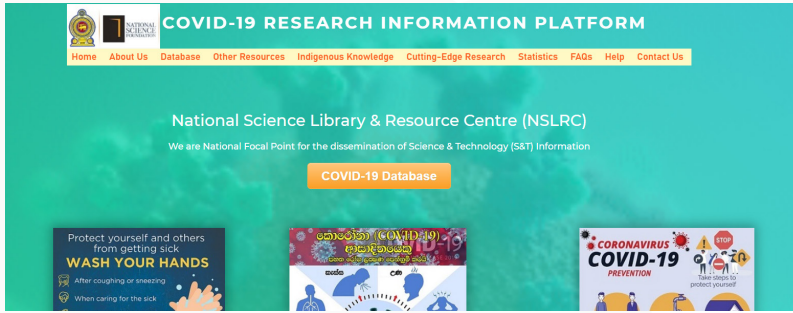 NATIONAL
SCIENCE
FOUNDATION
COVID-19 RESEARCH INFORMATION PLATFORM
Home About Us Database Other Resources Indigenous Knowledge Cutting-Edge Research Statistics FAQs Help Contact Us
National Science Library & Resource Centre (NSLRC)
We are National Focal Point for the dissemination of Science & Technology (S&T) Information
COVID-19 Database
Protect yourself and others
from getting sick
WASH YOUR HANDS
After coughing or sneezing
When caring for the sick
කොරෝනා (COVID-19)
ආසාදිතයෙකු
කැස්ස
උණ
CORONAVIRUS
COVID-19
PREVENTION
STOP
Take steps to
protect yourself